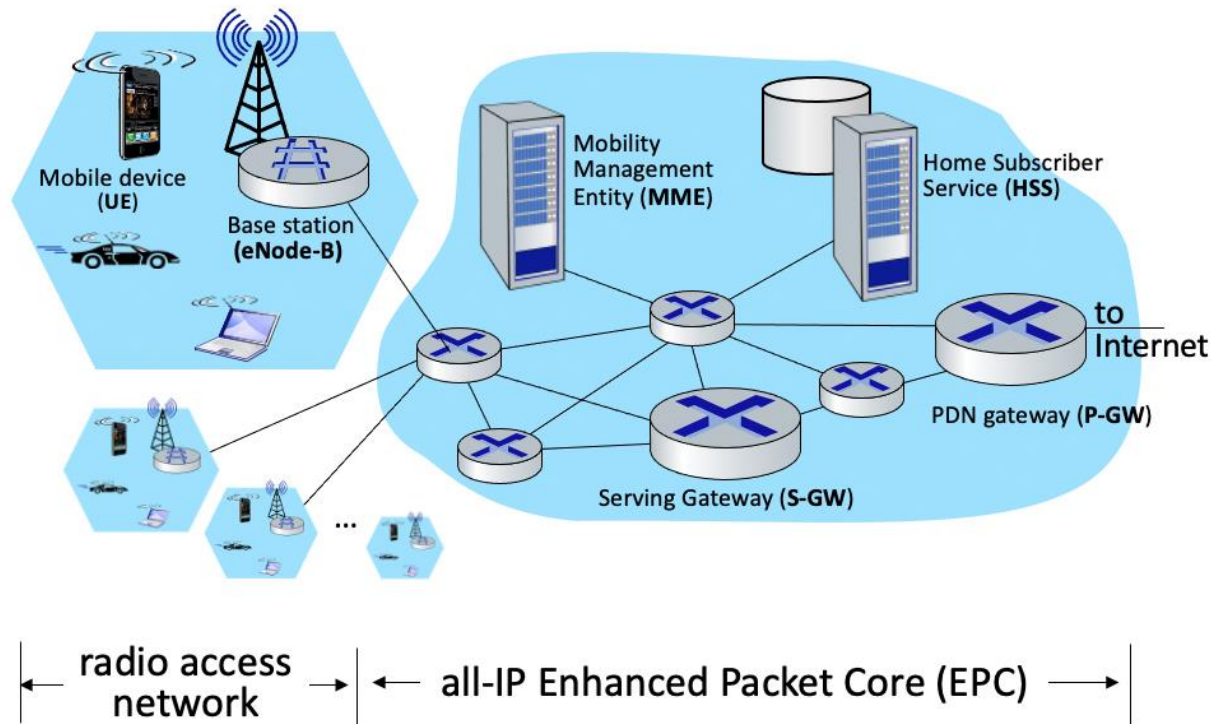 Mobile device
(UE)
Base station
(eNode-B)
Mobility
Management
Entity (MME)
Home Subscriber
Service (HSS)
to
Internet
PDN gateway (P-GW)
Serving Gateway (S-GW)
...
radio access
network
all-IP Enhanced Packet Core (EPC)